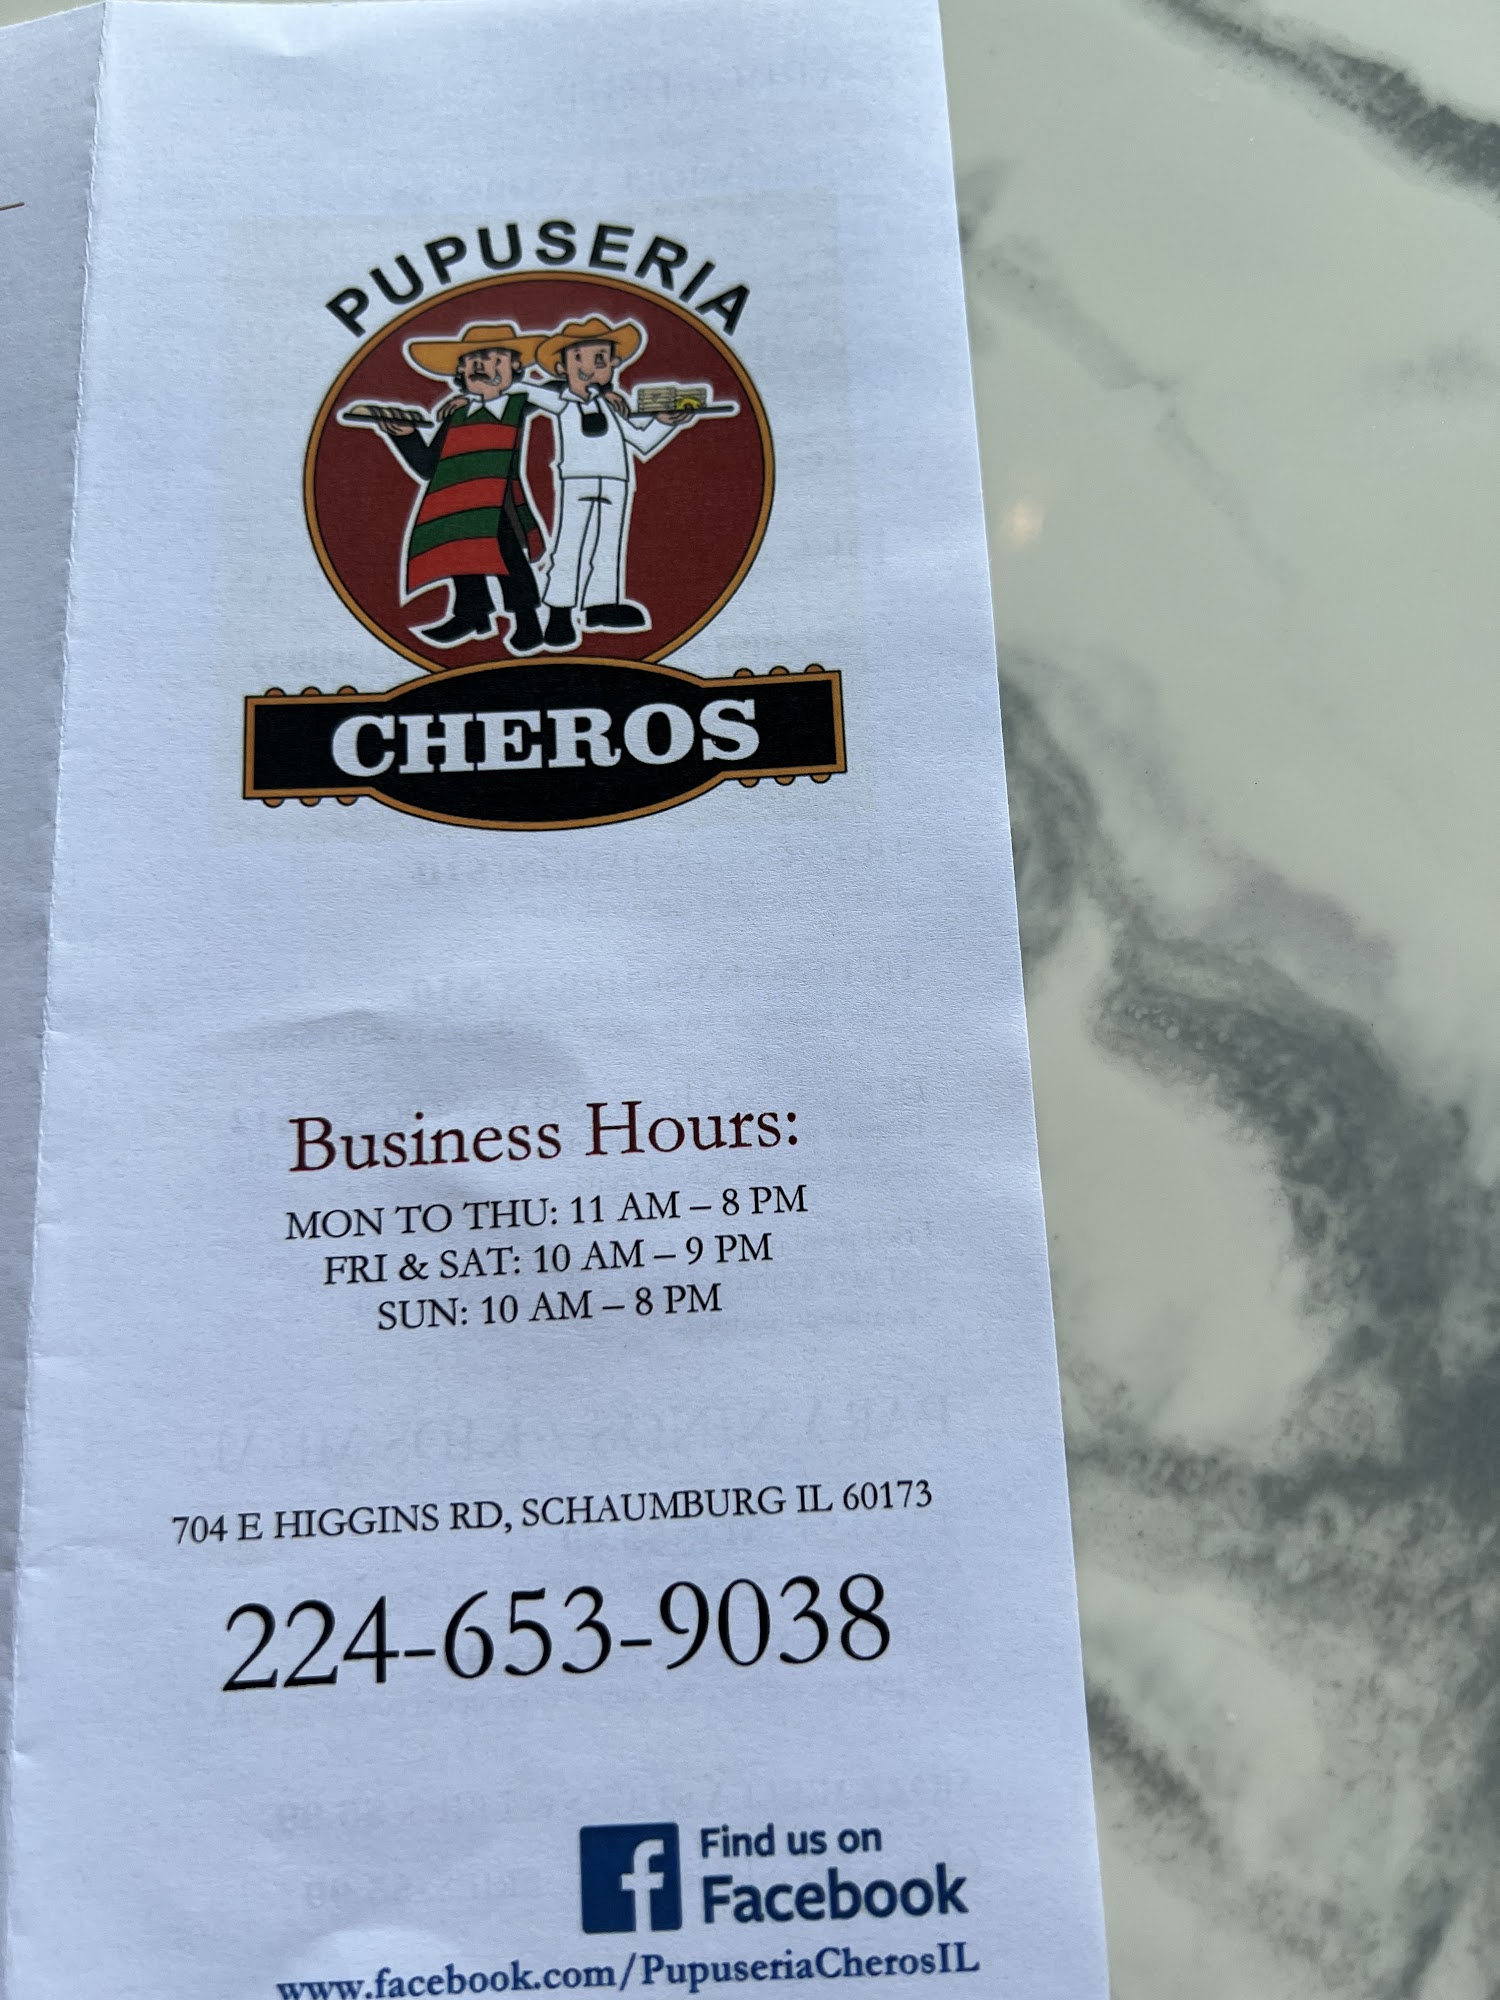 PUPUSERIA
CHEROS
Business Hours:
MON TO THU: 11 AM – 8 PM
FRI & SAT: 10 AM – 9 PM
SUN: 10 AM – 8 PM
704 E HIGGINS RD, SCHAUMBURG IL 60173
224-653-9038
Find us on
Facebook
www.facebook.com/PupuseriaCherosIL